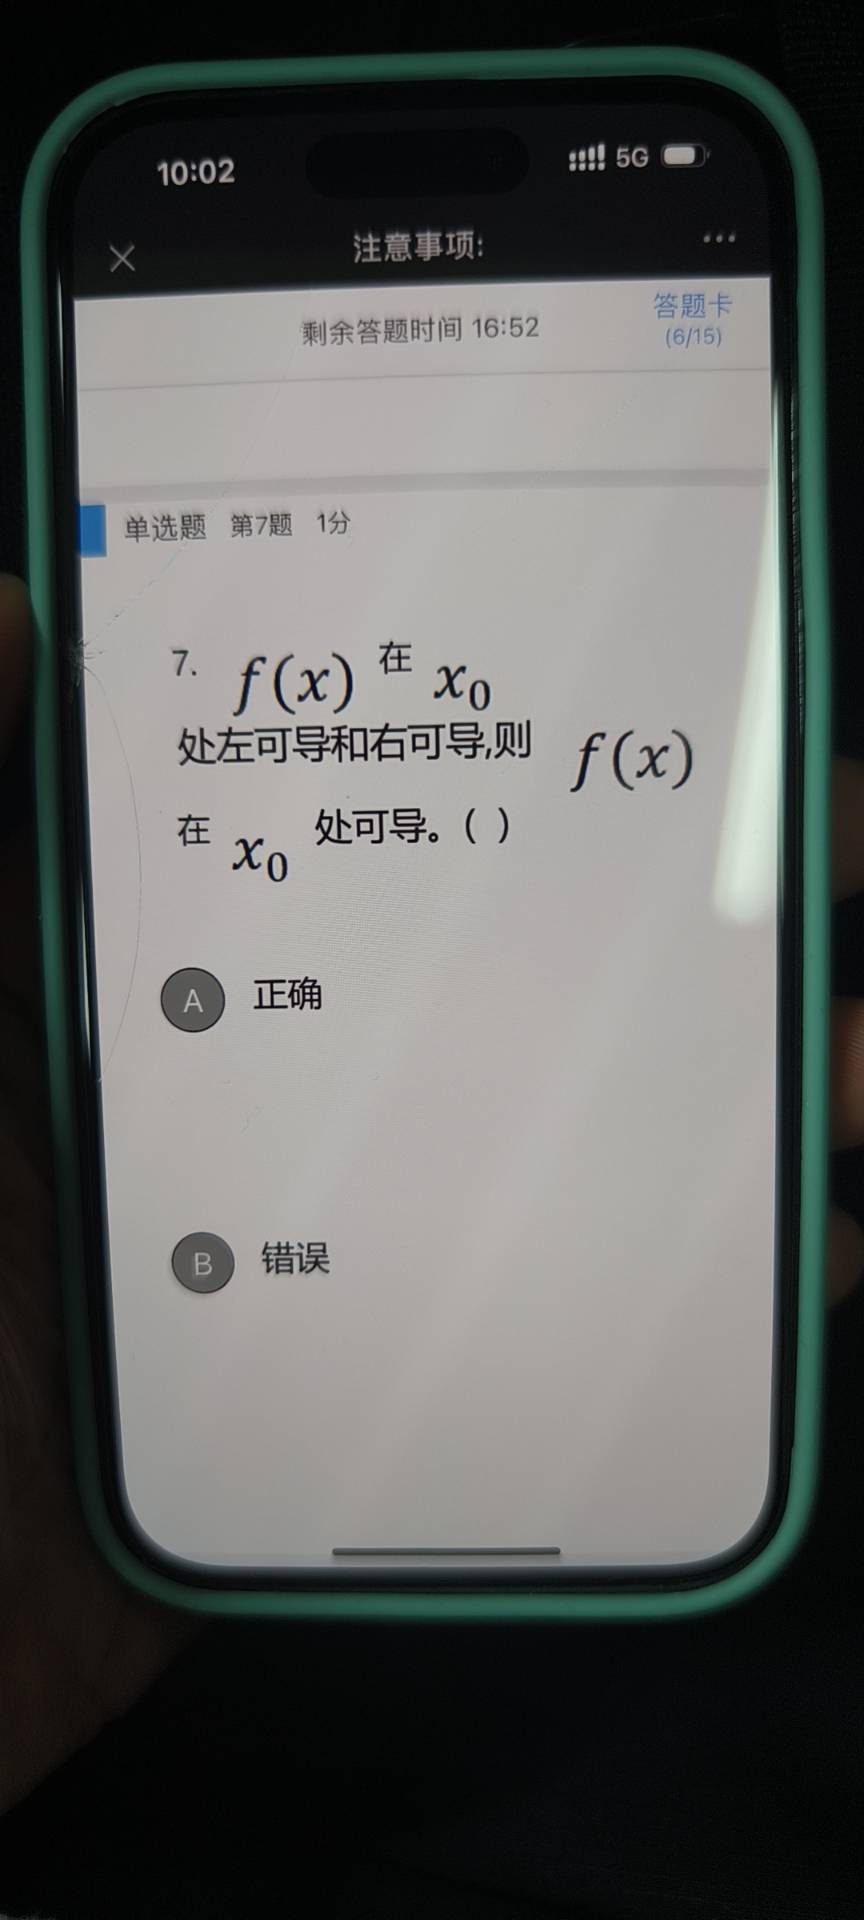 10:02 5G
注意事项:
剩余答题时间 16:52 答题卡
(6/15)
单选题 第7题 1分
7. f(x) 在 x₀
处左可导和右可导,则 f(x)
在 x₀ 处可导。( )
A 正确
B 错误